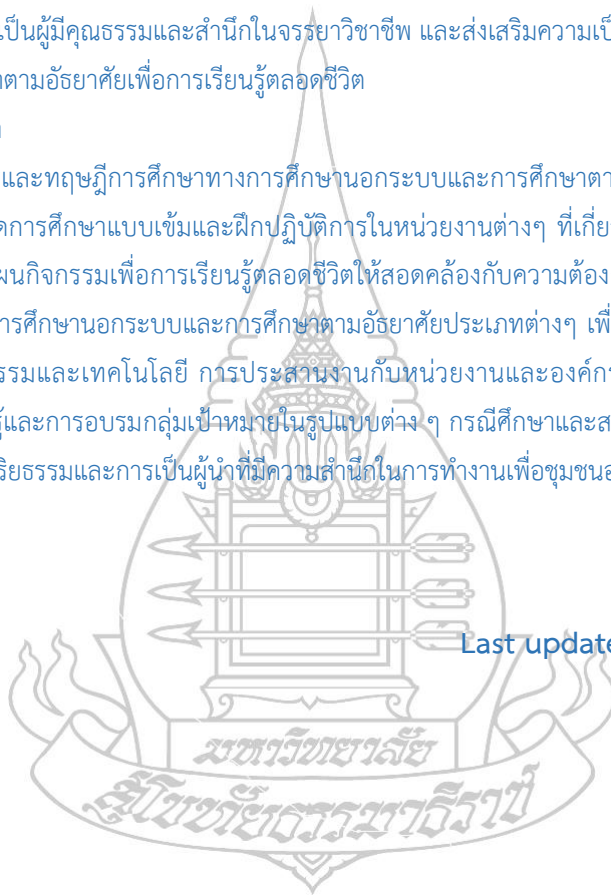 เป็นผู้มีคุณธรรมและสำนึกในจรรยาวิชาชีพ และส่งเสริมความเป็
ตามอัธยาศัยเพื่อการเรียนรู้ตลอดชีวิต
และทฤษฎีการศึกษาทางการศึกษานอกระบบและการศึกษาตา
การศึกษาแบบเข้มและฝึกปฏิบัติการในหน่วยงานต่างๆ ที่เกี่ย
ผนกิจกรรมเพื่อการเรียนรู้ตลอดชีวิตให้สอดคล้องกับความต้อง
ารศึกษานอกระบบและการศึกษาตามอัธยาศัยประเภทต่างๆ เพื่
รรมและเทคโนโลยี การประสานงานกับหน่วยงานและองค์กร
และการอบรมกลุ่มเป้าหมายในรูปแบบต่าง ๆ กรณีศึกษาและส
ริยธรรมและการเป็นผู้นำที่มีความสำนึกในการทำงานเพื่อชุมชนอ
Last update
มหาวิทยาลัย
สุโขทัยธรรมาธิราช